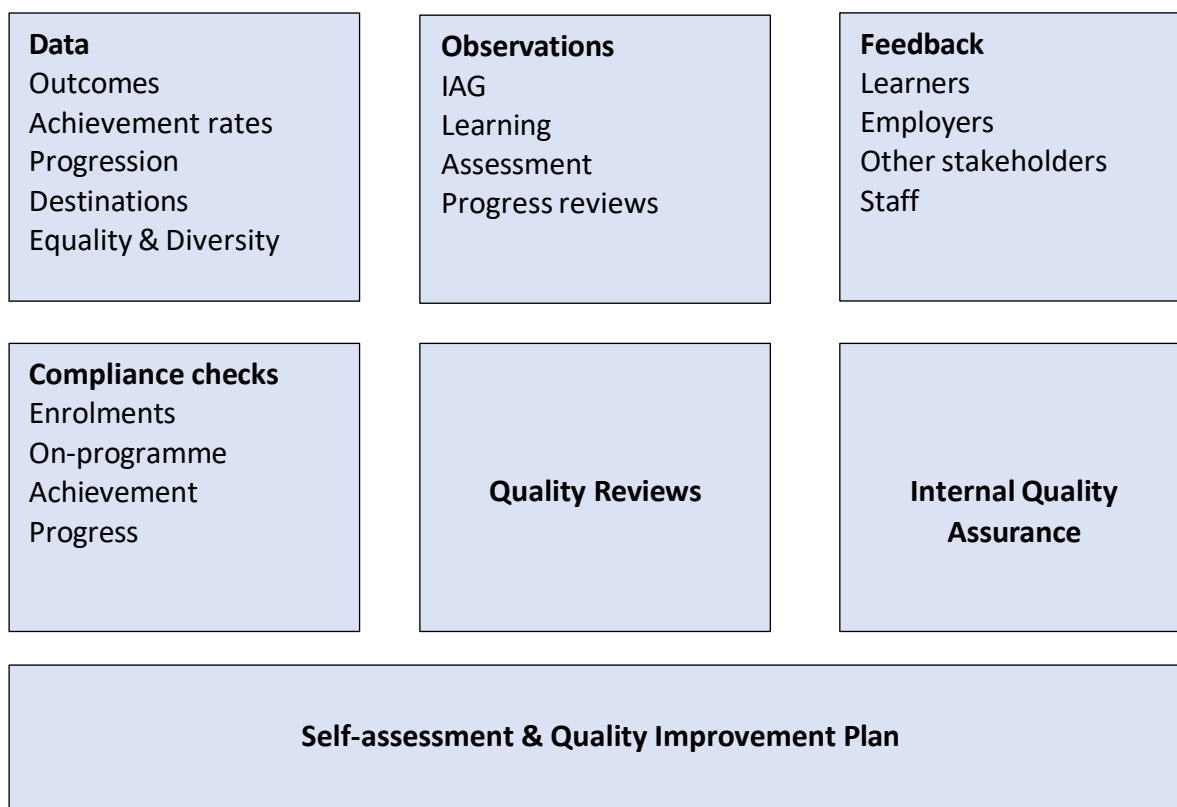 Data
Outcomes
Achievement rates
Progression
Destinations
Equality & Diversity
Observations
IAG
Learning
Assessment
Progress reviews
Feedback
Learners
Employers
Other stakeholders
Staff
Compliance checks
Enrolments
On-programme
Achievement
Progress
Quality Reviews
Internal Quality
Assurance
Self-assessment & Quality Improvement Plan